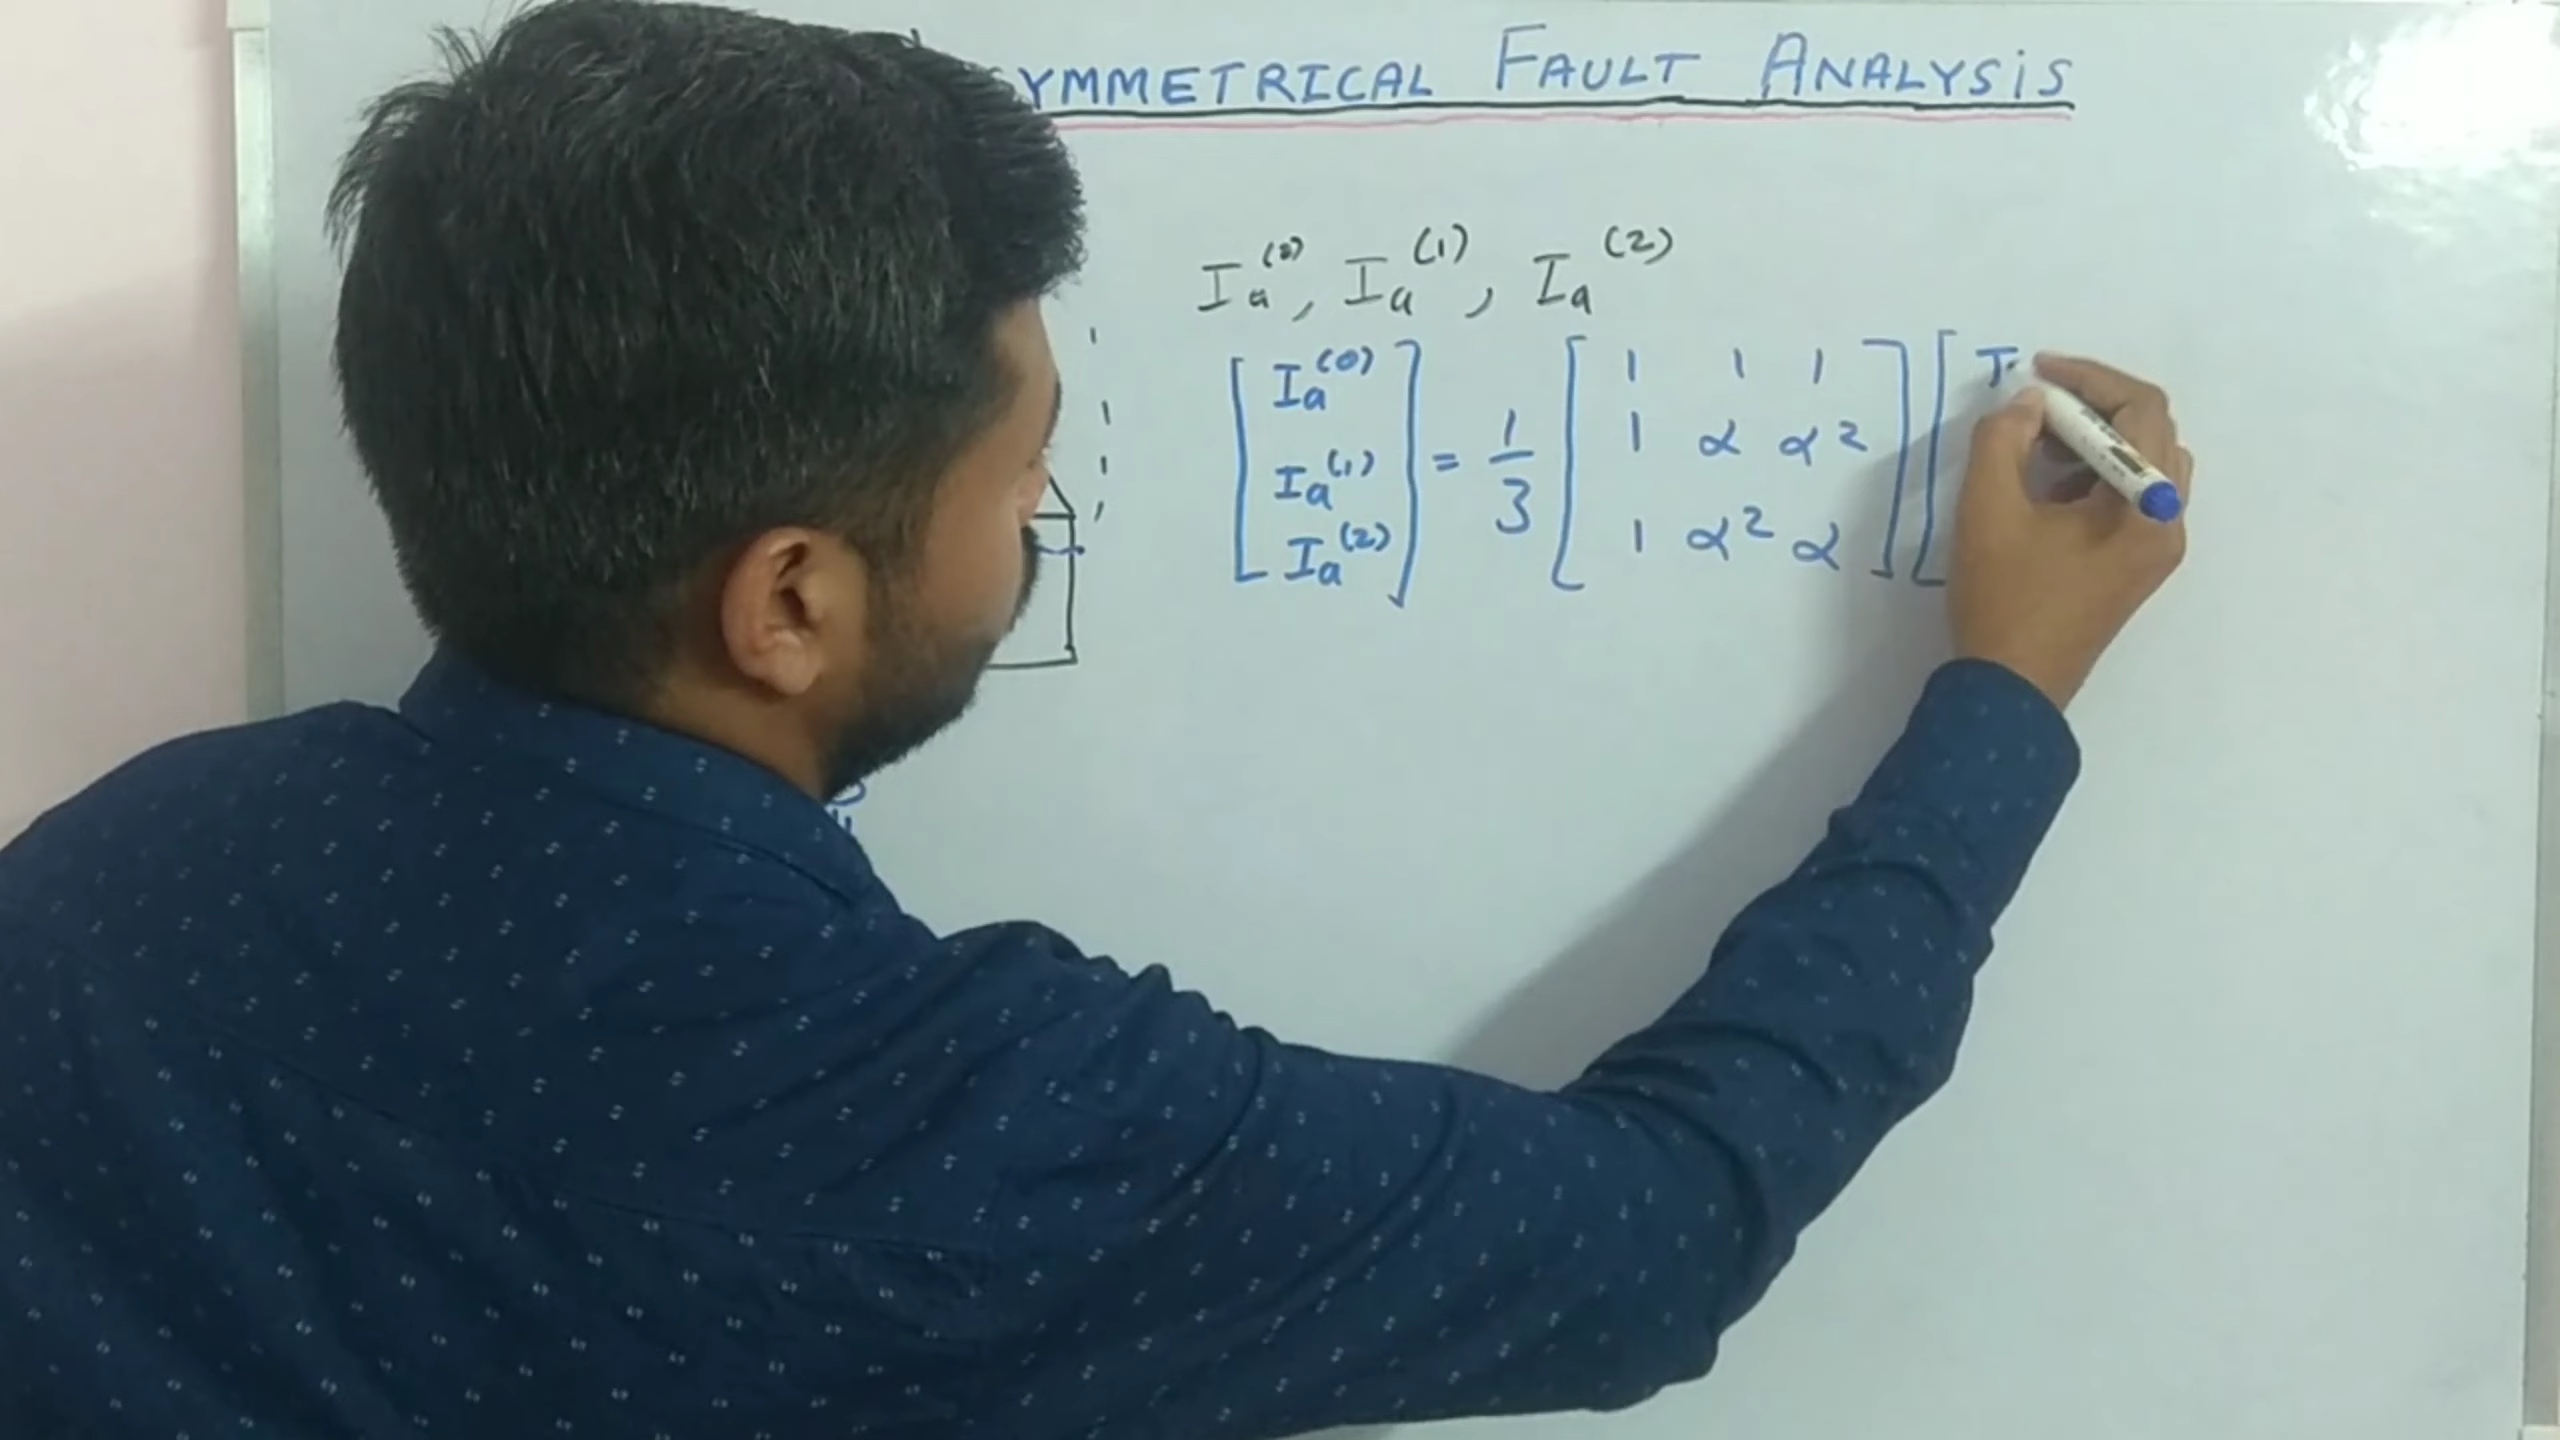 YMMETRICAL FAULT ANALYSiS
Ia(0), Ia(1), Ia(2)
[Ia(0) Ia(1) Ia(2)] = 1/3 [1 1 1
1 α α2
1 α2 α] [I